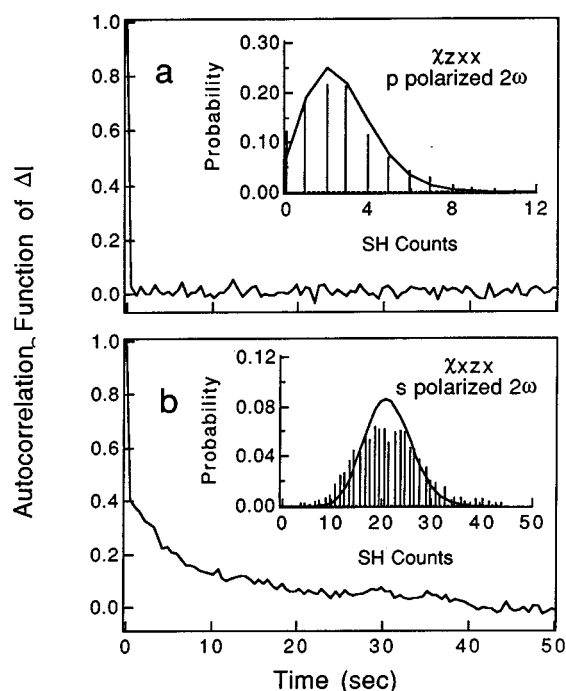 Autocorrelation Function of ΔI
1.0
0.8
0.6
0.4
0.2
0.0
a
Probability
0.30
0.20
0.10
0.00
0 4 8 12
SH Counts
χzxx
p polarized 2ω
1.0
0.8
0.6
0.4
0.2
0.0
b
Probability
0.12
0.08
0.04
0.00
0 10 20 30 40 50
SH Counts
χxzx
s polarized 2ω
0 10 20 30 40 50
Time (sec)